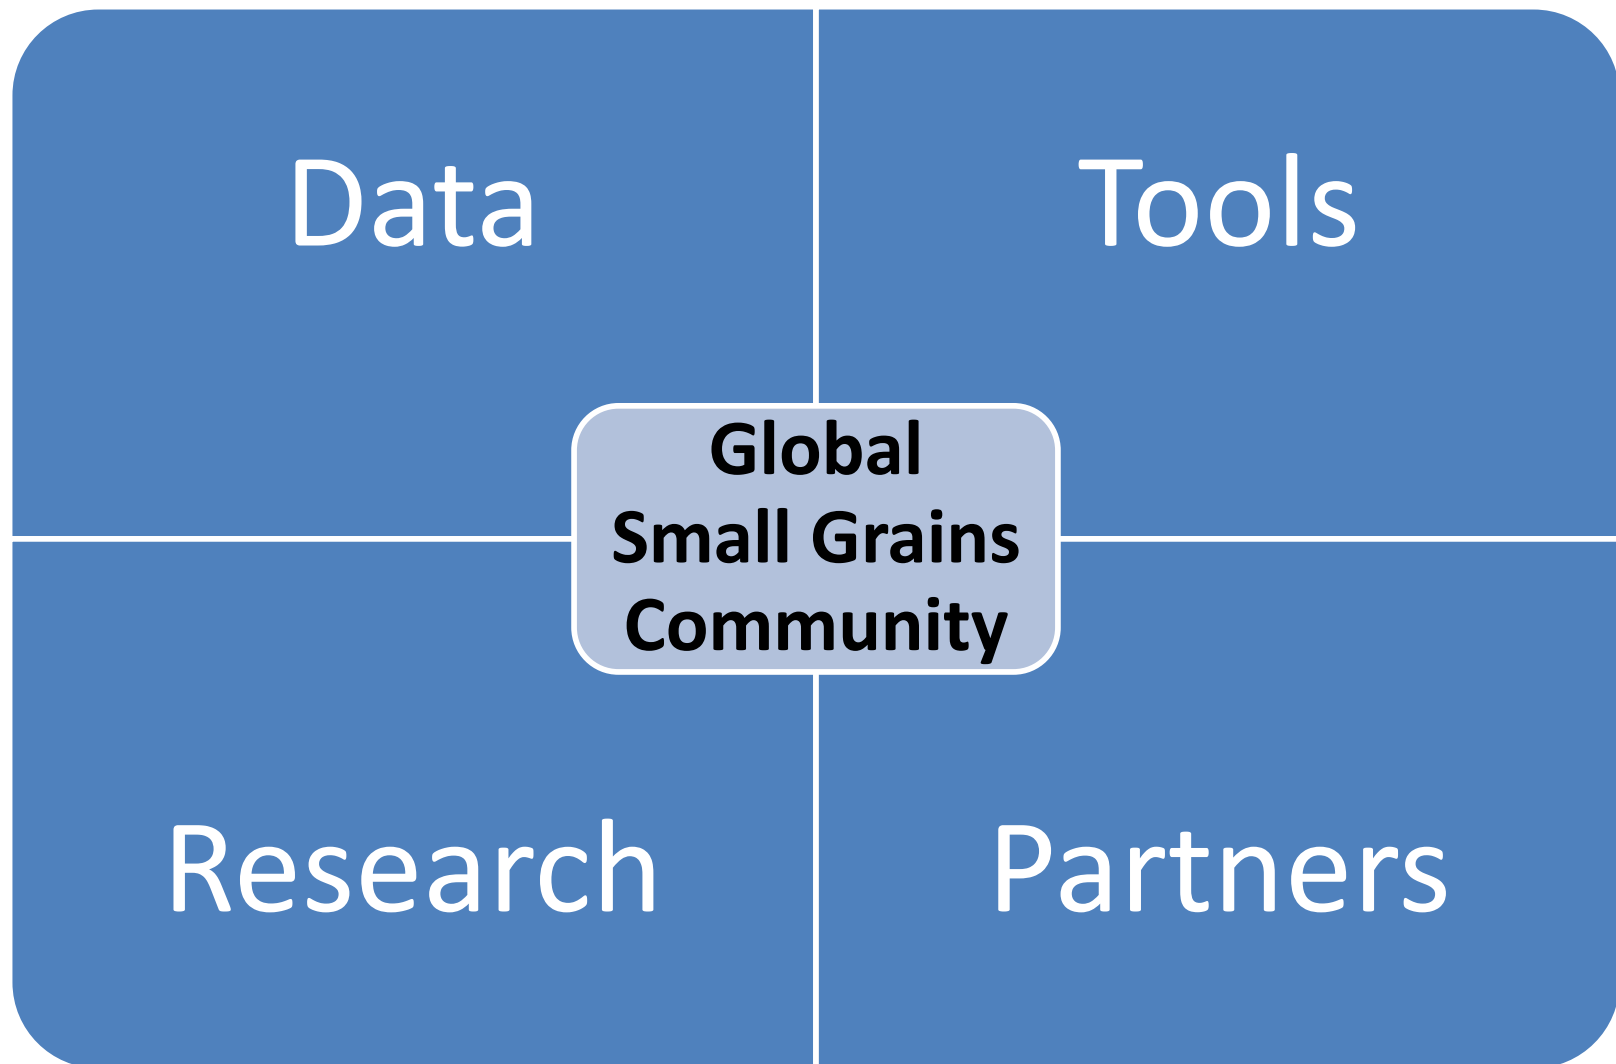 Data
Tools
Global
Small Grains
Community
Research
Partners